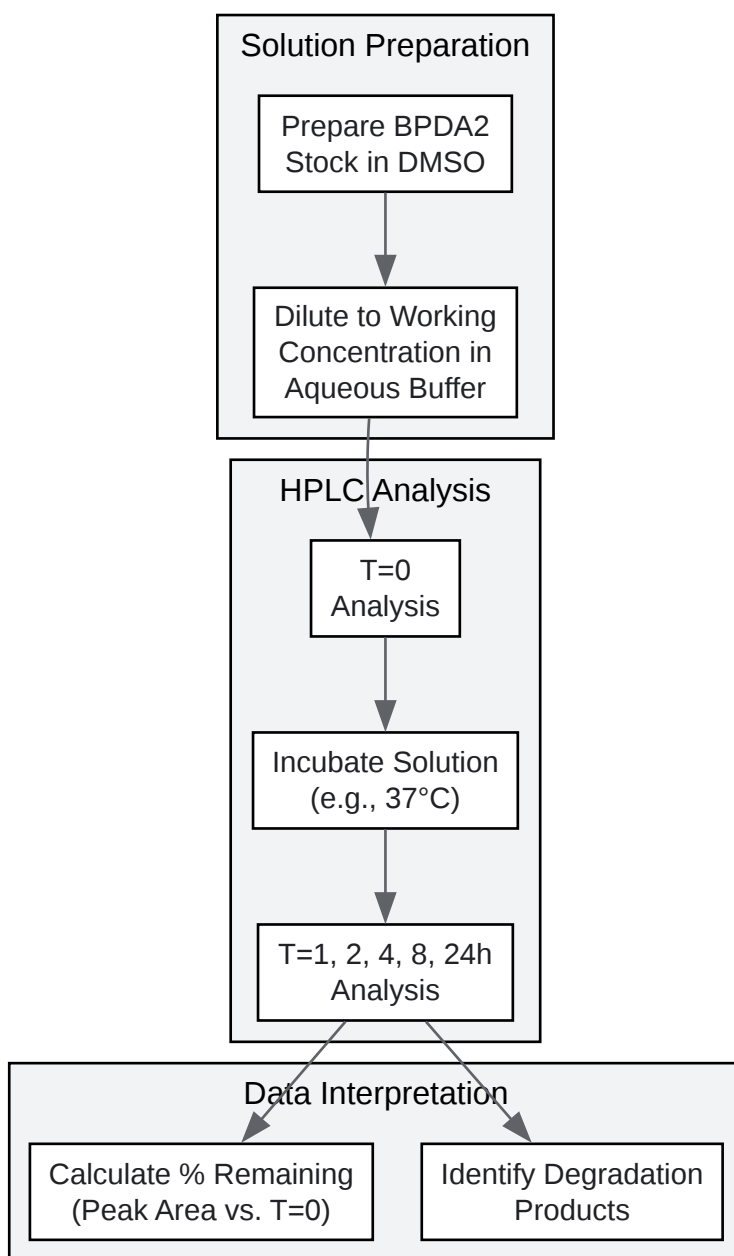 Solution Preparation
Prepare BPDA2
Stock in DMSO
Dilute to Working
Concentration in
Aqueous Buffer
HPLC Analysis
T=0
Analysis
Incubate Solution
(e.g., 37°C)
T=1, 2, 4, 8, 24h
Analysis
Data Interpretation
Calculate % Remaining
(Peak Area vs. T=0)
Identify Degradation
Products